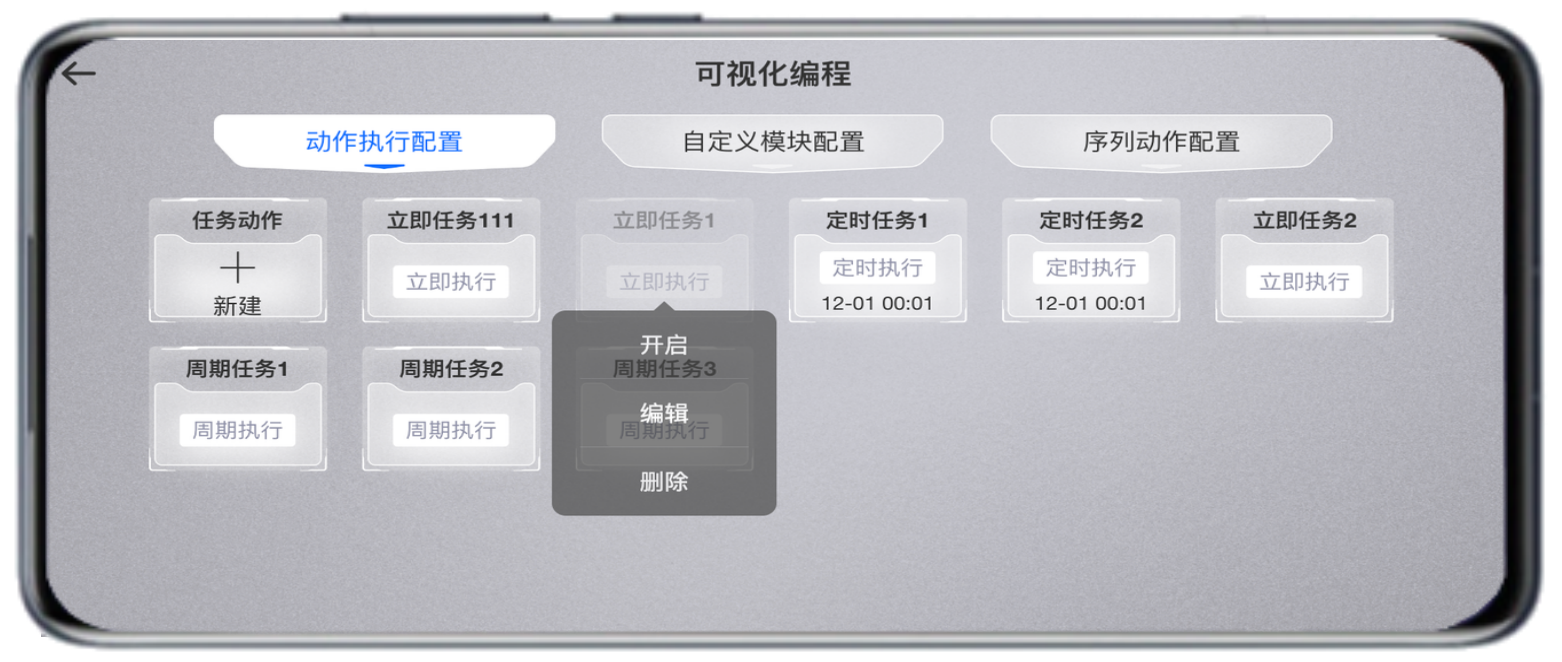 可视化编程
动作执行配置
自定义模块配置
序列动作配置
任务动作
新建
立即任务111
立即执行
立即任务1
立即执行
定时任务1
定时执行
12-01 00:01
定时任务2
定时执行
12-01 00:01
立即任务2
立即执行
周期任务1
周期执行
周期任务2
周期执行
开启
周期任务3
编辑
周期执行
删除